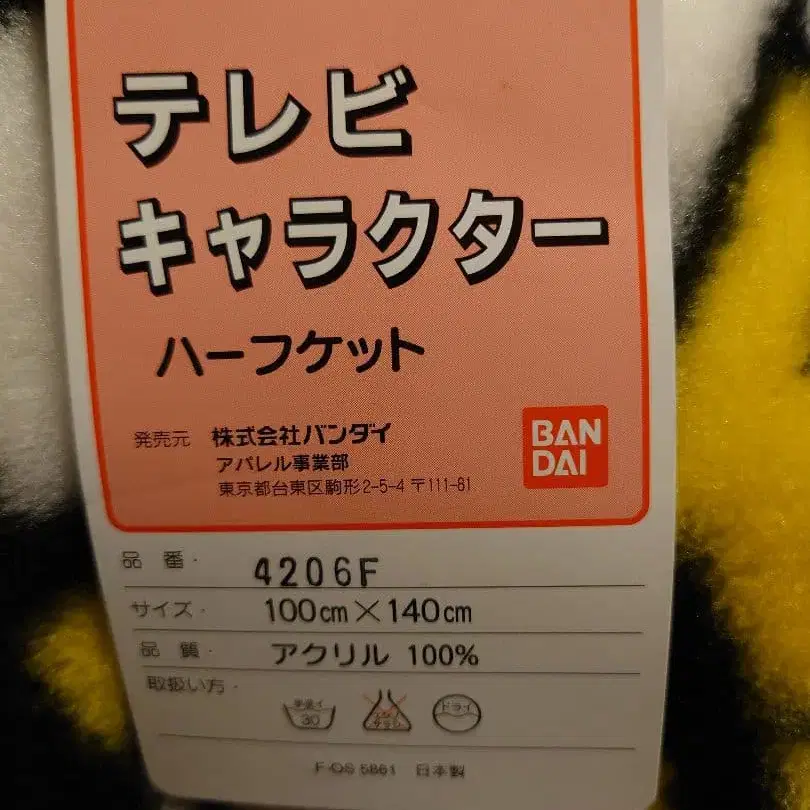 テレビ
キャラクター
ハーフケット
発売元 株式会社バンダイ
アパレル事業部
東京都台東区駒形2-5-4 〒111-81
BAN
DAI
品番· 4206F
サイズ· 100cm×140cm
品質· アクリル 100%
取扱い方·
30
ドライ
F-OS 5861 日本製